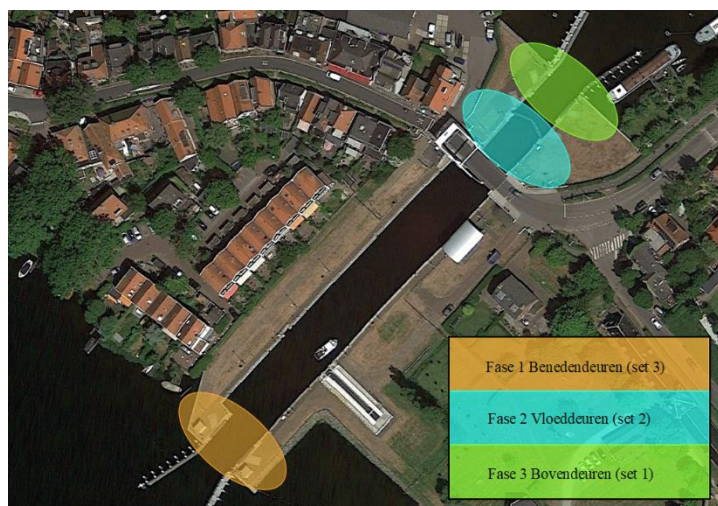 Fase 1 Benedendeuren (set 3)
Fase 2 Vloeddeuren (set 2)
Fase 3 Bovendeuren (set 1)